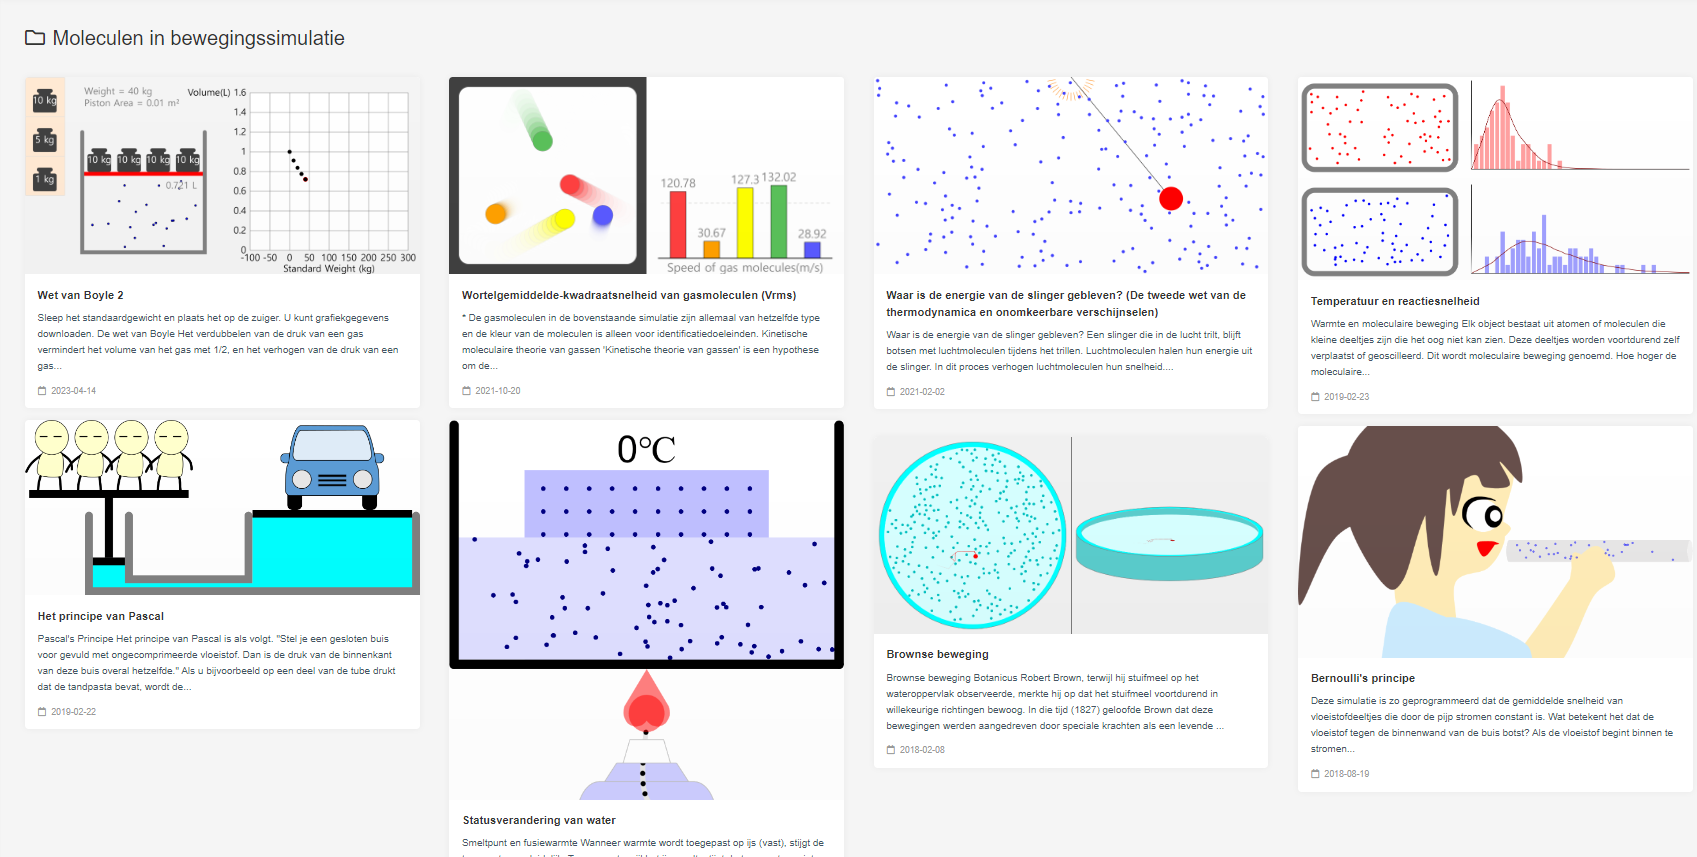 Moleculen in bewegingssimulatie
10 kg
5 kg
1 kg
Weight = 40 kg
Piston Area = 0.01 m²
10 kg 10 kg 10 kg 10 kg
0.721 L
Volume(L)
1.6
1.4
1.2
1
0.8
0.6
0.4
0.2
0
-100 -50 0 50 100 150 200 250 300
Standard Weight (kg)
Wet van Boyle 2
Sleep het standaardgewicht en plaats het op de zuiger. U kunt grafiekgegevens
downloaden. De wet van Boyle Het verdubbelen van de druk van een gas
vermindert het volume van het gas met 1/2, en het verhogen van de druk van een
gas...
2023-04-14
120.78
30.67
127.3
132.02
28.92
Speed of gas molecules(m/s)
Wortelgemiddelde-kwadraatsnelheid van gasmoleculen (Vrms)
* De gasmoleculen in de bovenstaande simulatie zijn allemaal van hetzelfde type
en de kleur van de moleculen is alleen voor identificatiedoeleinden. Kinetische
moleculaire theorie van gassen 'Kinetische theorie van gassen' is een hypothese
om de...
2021-10-20
Waar is de energie van de slinger gebleven? (De tweede wet van de
thermodynamica en onomkeerbare verschijnselen)
Waar is de energie van de slinger gebleven? Een slinger die in de lucht trilt, blijft
botsen met luchtmoleculen tijdens het trillen. Luchtmoleculen halen hun energie uit
de slinger. In dit proces verhogen luchtmoleculen hun snelheid....
2021-02-02
Temperatuur en reactiesnelheid
Warmte en moleculaire beweging Elk object bestaat uit atomen of moleculen die
kleine deeltjes zijn die het oog niet kan zien. Deze deeltjes worden voortdurend zelf
verplaatst of geoscilleerd. Dit wordt moleculaire beweging genoemd. Hoe hoger de
moleculaire...
2019-02-23
Het principe van Pascal
Pascal's Principe Het principe van Pascal is als volgt. "Stel je een gesloten buis
voor gevuld met ongecomprimeerde vloeistof. Dan is de druk van de binnenkant
van deze buis overal hetzelfde." Als u bijvoorbeeld op een deel van de tube drukt
dat de tandpasta bevat, wordt de...
2019-02-22
0℃
Statusverandering van water
Smeltpunt en fusiewarmte Wanneer warmte wordt toegepast op ijs (vast), stijgt de
Brownse beweging
Brownse beweging Botanicus Robert Brown, terwijl hij stuifmeel op het
wateroppervlak observeerde, merkte hij op dat het stuifmeel voortdurend in
willekeurige richtingen bewoog. In die tijd (1827) geloofde Brown dat deze
bewegingen werden aangedreven door speciale krachten als een levende ...
2018-02-08
Bernoulli's principe
Deze simulatie is zo geprogrammeerd dat de gemiddelde snelheid van
vloeistofdeeltjes die door de pijp stromen constant is. Wat betekent het dat de
vloeistof tegen de binnenwand van de buis botst? Als de vloeistof begint binnen te
stromen...
2018-08-19